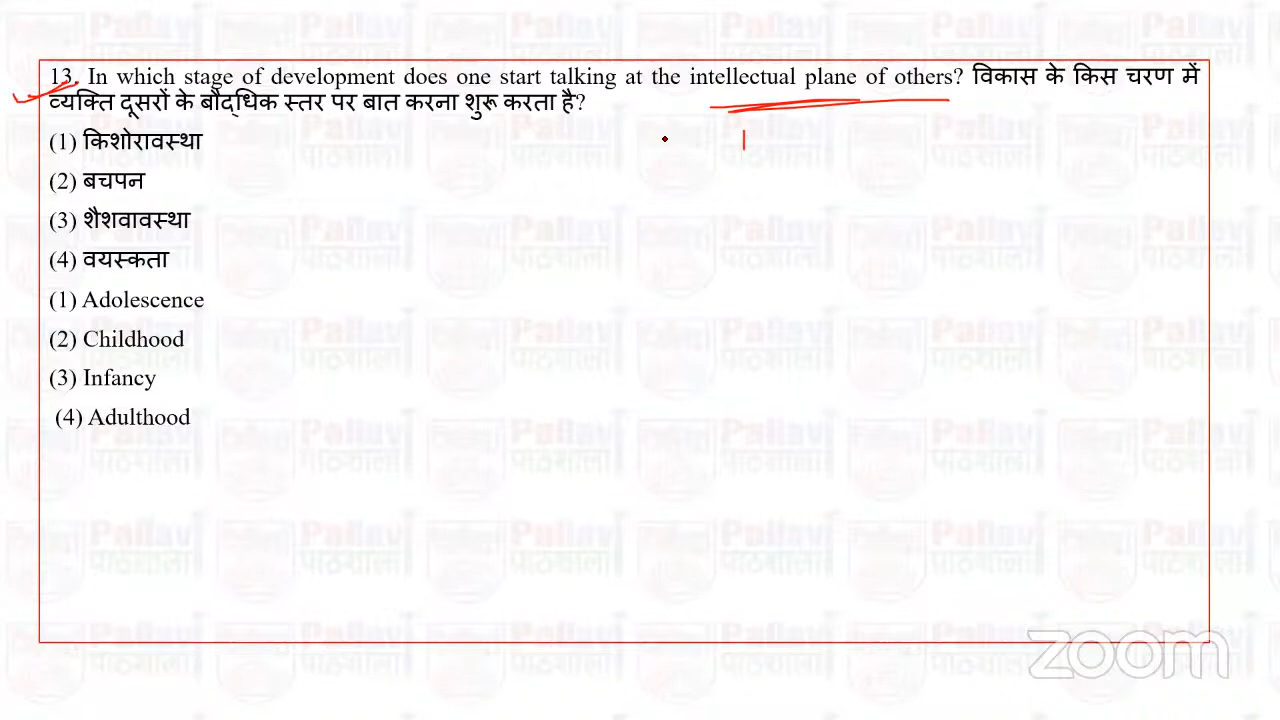 13. In which stage of development does one start talking at the intellectual plane of others? विकास के किस चरण में
व्यक्ति दूसरों के बौद्धिक स्तर पर बात करना शुरू करता है?
(1) किशोरावस्था
(2) बचपन
(3) शैशवावस्था
(4) वयस्कता
(1) Adolescence
(2) Childhood
(3) Infancy
(4) Adulthood
zoom